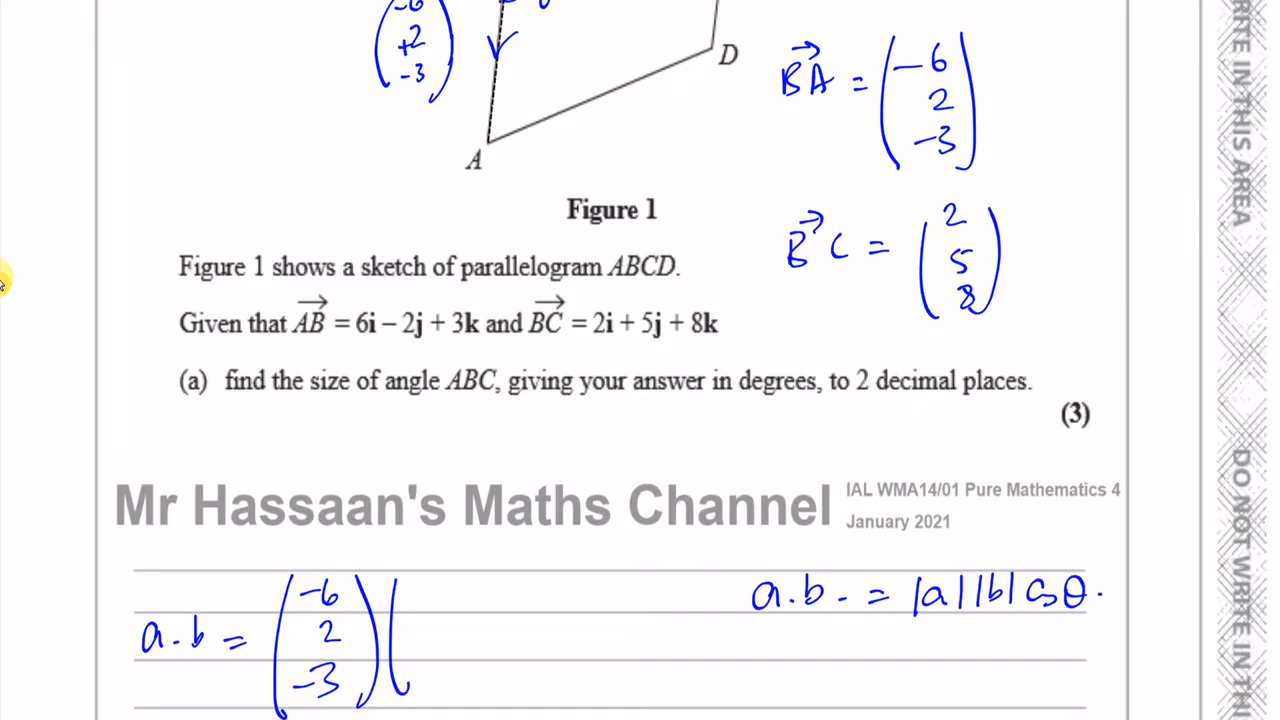 -6
+2
-3
D
A
BA = (-6
2
-3)
Figure 1
BC = (2
5
8)
Figure 1 shows a sketch of parallelogram ABCD.
Given that AB = 6i – 2j + 3k and BC = 2i + 5j + 8k
(a) find the size of angle ABC, giving your answer in degrees, to 2 decimal places.
(3)
Mr Hassaan's Maths Channel
IAL WMA14/01 Pure Mathematics 4
January 2021
a.b = (-6
2
-3) (
a.b. = |a||b|cosθ.
RITE IN THIS AREA
DO NOT WRITE IN THI